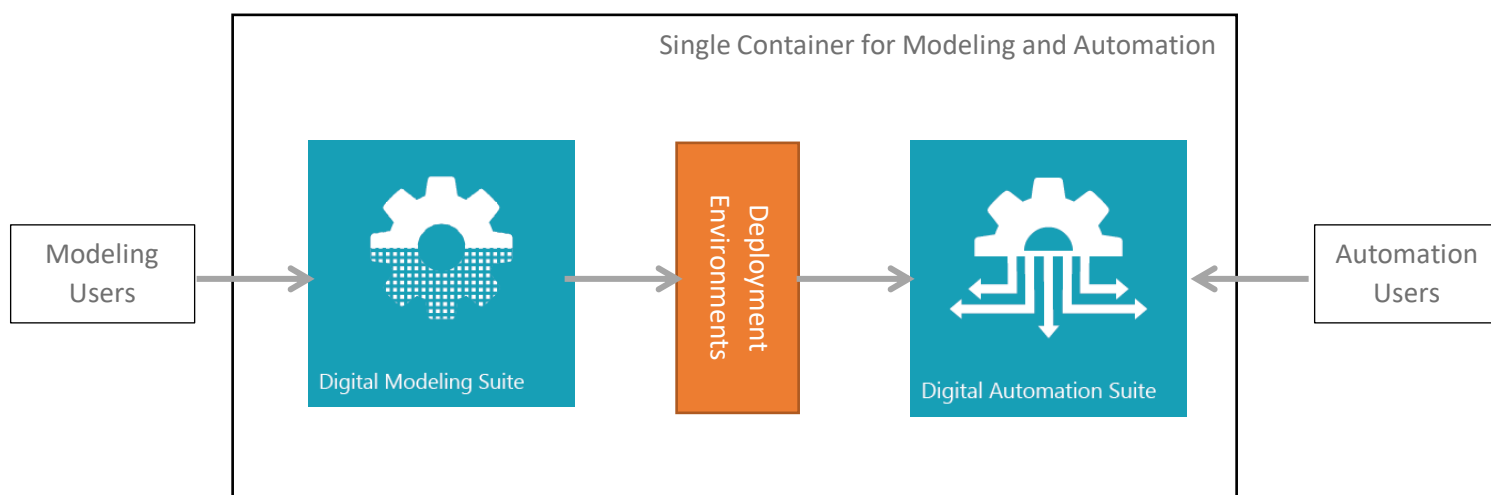 Single Container for Modeling and Automation
Modeling
Users
Digital Modeling Suite
Deployment
Environments
Digital Automation Suite
Automation
Users